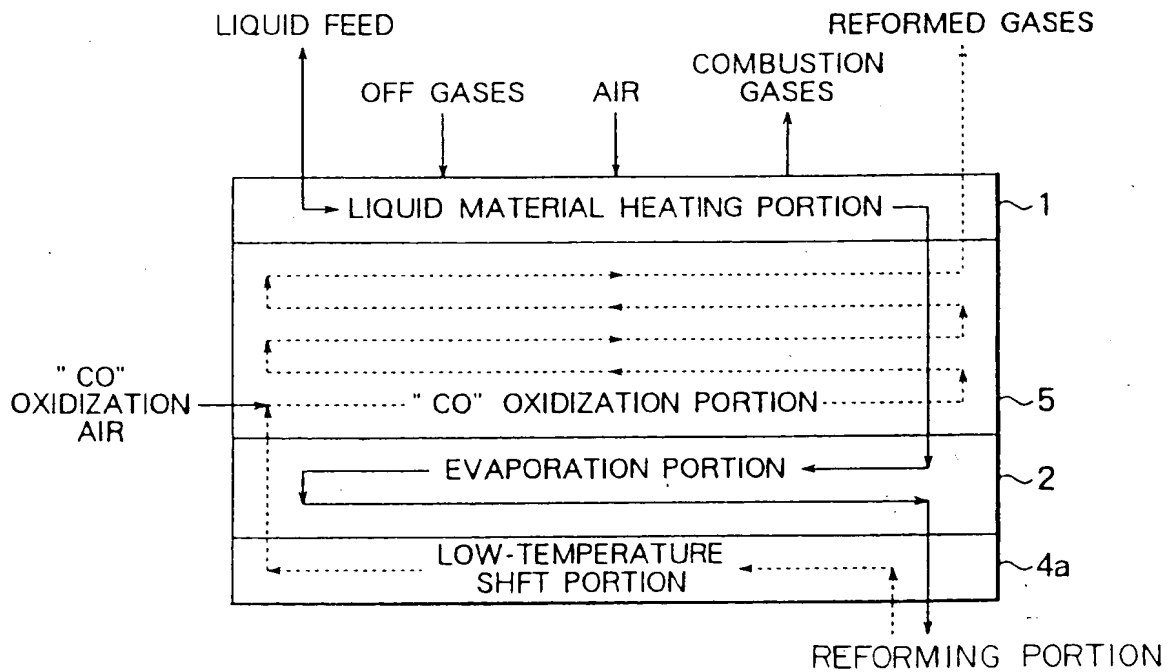 LIQUID FEED
REFORMED GASES
OFF GASES
AIR
COMBUSTION
GASES
LIQUID MATERIAL HEATING PORTION
1
"CO"
OXIDIZATION
AIR
"CO" OXIDIZATION PORTION
5
EVAPORATION PORTION
2
LOW-TEMPERATURE
SHFT PORTION
4a
REFORMING PORTION